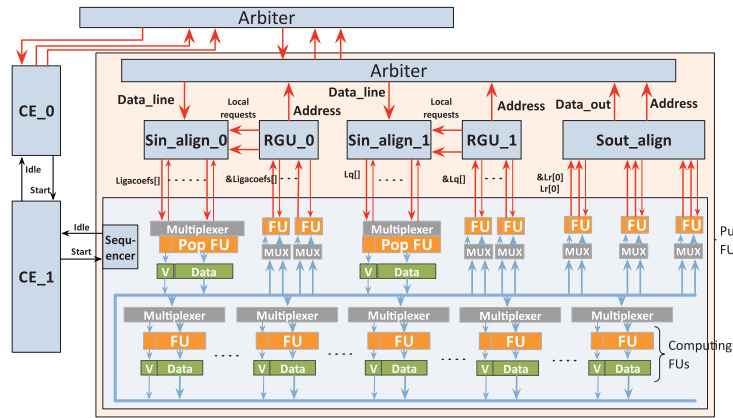 Arbiter
Arbiter
CE_0
Data_line
Local
requests
Address
Data_line
Local
requests
Address
Data_out
Address
Sin_align_0
RGU_0
Sin_align_1
RGU_1
Sout_align
Idle
Start
Ligacoefs[]
&Ligacoefs[]
Lq[]
&Lq[]
&Lr[0]
Lr[0]
CE_1
Idle
Start
Sequ-
encer
Multiplexer
Pop FU
V
Data
FU
FU
MUX
MUX
Multiplexer
Pop FU
V
Data
FU
FU
MUX
MUX
FU
FU
FU
MUX
MUX
MUX
Pu
FU
Multiplexer
Multiplexer
Multiplexer
Multiplexer
Multiplexer
FU
FU
FU
FU
FU
V Data
V Data
V Data
V Data
V Data
Computing
FUs